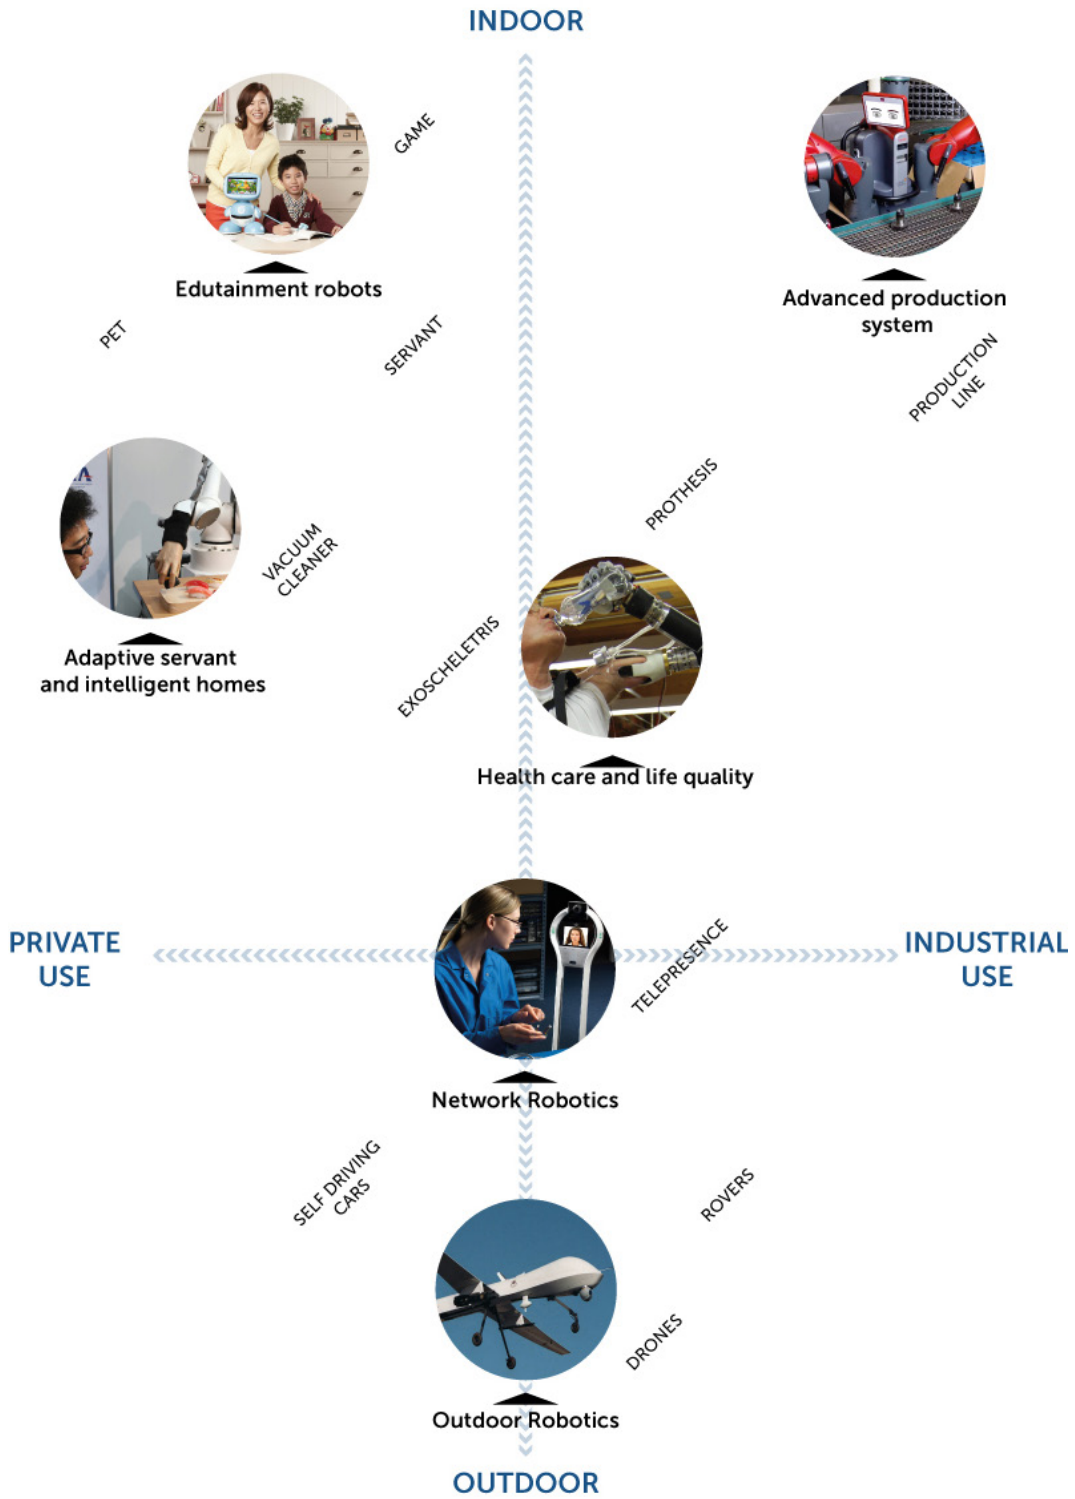 INDOOR
GAME
Edutainment robots
Advanced production
system
PET
SERVANT
PRODUCTION
LINE
PROTHESIS
VACUUM
CLEANER
EXOSCHELETRIS
Adaptive servant
and intelligent homes
Health care and life quality
PRIVATE
USE
INDUSTRIAL
USE
TELEPRESENCE
Network Robotics
SELF DRIVING
CARS
ROVERS
DRONES
Outdoor Robotics
OUTDOOR